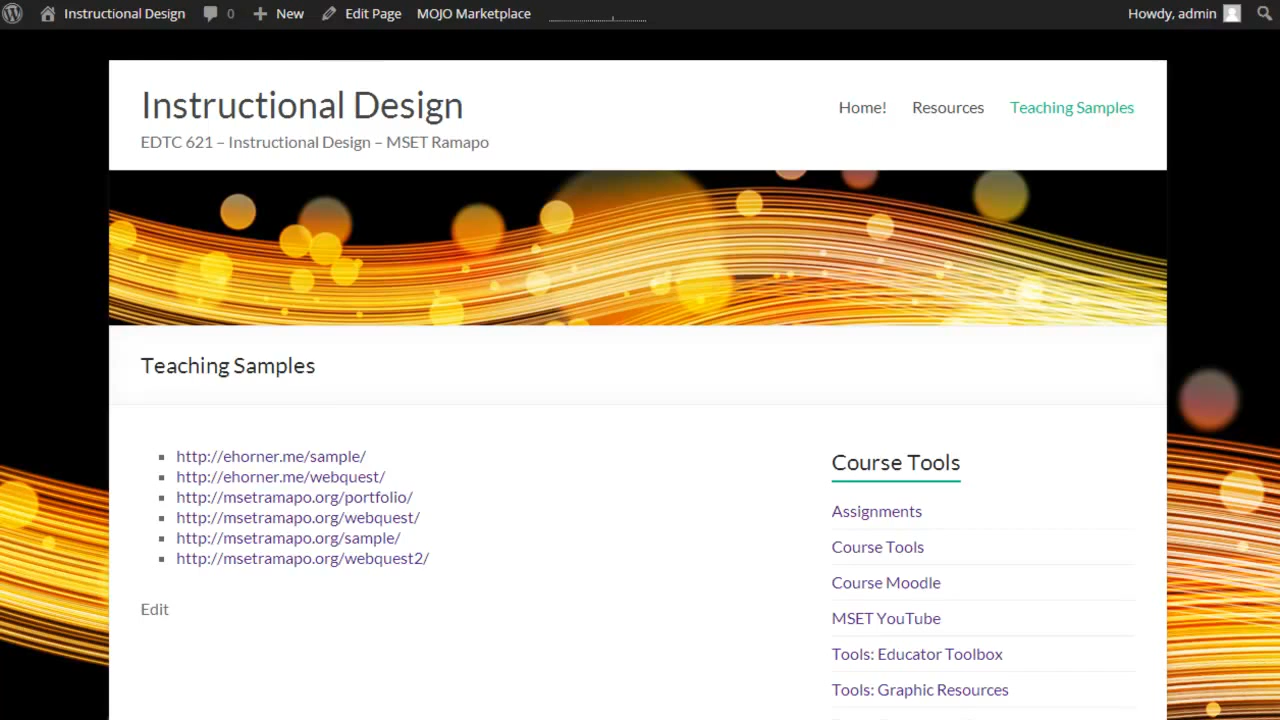 Instructional Design 0 New Edit Page MOJO Marketplace Howdy, admin
Instructional Design
EDTC 621 – Instructional Design – MSET Ramapo
Home! Resources Teaching Samples
Teaching Samples
http://ehorner.me/sample/
http://ehorner.me/webquest/
http://msetramapo.org/portfolio/
http://msetramapo.org/webquest/
http://msetramapo.org/sample/
http://msetramapo.org/webquest2/
Edit
Course Tools
Assignments
Course Tools
Course Moodle
MSET YouTube
Tools: Educator Toolbox
Tools: Graphic Resources